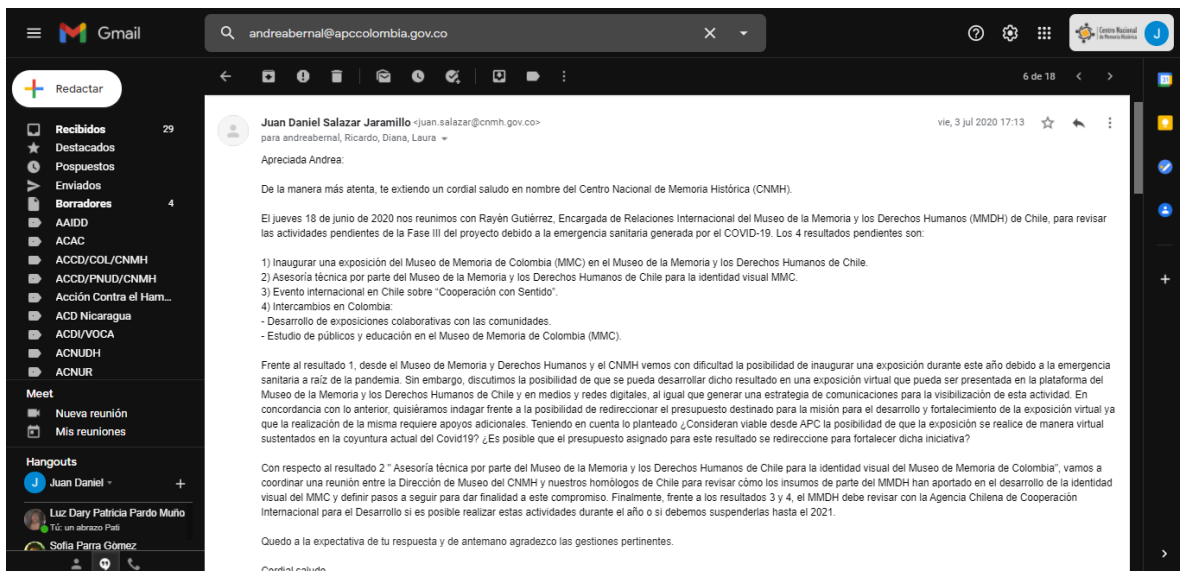 Gmail
andreabernal@apccolombia.gov.co
Centro Nacional
de Memoria Histórica
J
Redactar
6 de 18
Recibidos 29
Destacados
Pospuestos
Enviados
Borradores 4
AAIDD
ACAC
ACCD/COL/CNMH
ACCD/PNUD/CNMH
Acción Contra el Ham...
ACD Nicaragua
ACDI/VOCA
ACNUDH
ACNUR
Meet
Nueva reunión
Mis reuniones
Hangouts
J Juan Daniel
Luz Dary Patricia Pardo Muño
Tú: un abrazo Pati
Sofia Parra Gómez
Juan Daniel Salazar Jaramillo <juan.salazar@cnmh.gov.co> vie, 3 jul 2020 17:13
para andreabernal, Ricardo, Diana, Laura
Apreciada Andrea:
De la manera más atenta, te extiendo un cordial saludo en nombre del Centro Nacional de Memoria Histórica (CNMH).
El jueves 18 de junio de 2020 nos reunimos con Rayén Gutiérrez, Encargada de Relaciones Internacional del Museo de la Memoria y los Derechos Humanos (MMDH) de Chile, para revisar
las actividades pendientes de la Fase III del proyecto debido a la emergencia sanitaria generada por el COVID-19. Los 4 resultados pendientes son:
1) Inaugurar una exposición del Museo de Memoria de Colombia (MMC) en el Museo de la Memoria y los Derechos Humanos de Chile.
2) Asesoría técnica por parte del Museo de la Memoria y los Derechos Humanos de Chile para la identidad visual MMC.
3) Evento internacional en Chile sobre “Cooperación con Sentido”.
4) Intercambios en Colombia:
- Desarrollo de exposiciones colaborativas con las comunidades.
- Estudio de públicos y educación en el Museo de Memoria de Colombia (MMC).
Frente al resultado 1, desde el Museo de Memoria y Derechos Humanos y el CNMH vemos con dificultad la posibilidad de inaugurar una exposición durante este año debido a la emergencia
sanitaria a raíz de la pandemia. Sin embargo, discutimos la posibilidad de que se pueda desarrollar dicho resultado en una exposición virtual que pueda ser presentada en la plataforma del
Museo de la Memoria y los Derechos Humanos de Chile y en medios y redes digitales, al igual que generar una estrategia de comunicaciones para la visibilización de esta actividad. En
concordancia con lo anterior, quisiéramos indagar frente a la posibilidad de redireccionar el presupuesto destinado para la misión para el desarrollo y fortalecimiento de la exposición virtual ya
que la realización de la misma requiere apoyos adicionales. Teniendo en cuenta lo planteado ¿Consideran viable desde APC la posibilidad de que la exposición se realice de manera virtual
sustentados en la coyuntura actual del Covid19? ¿Es posible que el presupuesto asignado para este resultado se redireccione para fortalecer dicha iniciativa?
Con respecto al resultado 2 " Asesoría técnica por parte del Museo de la Memoria y los Derechos Humanos de Chile para la identidad visual del Museo de Memoria de Colombia", vamos a
coordinar una reunión entre la Dirección de Museo del CNMH y nuestros homólogos de Chile para revisar cómo los insumos de parte del MMDH han aportado en el desarrollo de la identidad
visual del MMC y definir pasos a seguir para dar finalidad a este compromiso. Finalmente, frente a los resultados 3 y 4, el MMDH debe revisar con la Agencia Chilena de Cooperación
Internacional para el Desarrollo si es posible realizar estas actividades durante el año o si debemos suspenderlas hasta el 2021.
Quedo a la expectativa de tu respuesta y de antemano agradezco las gestiones pertinentes.
Cordial saludo